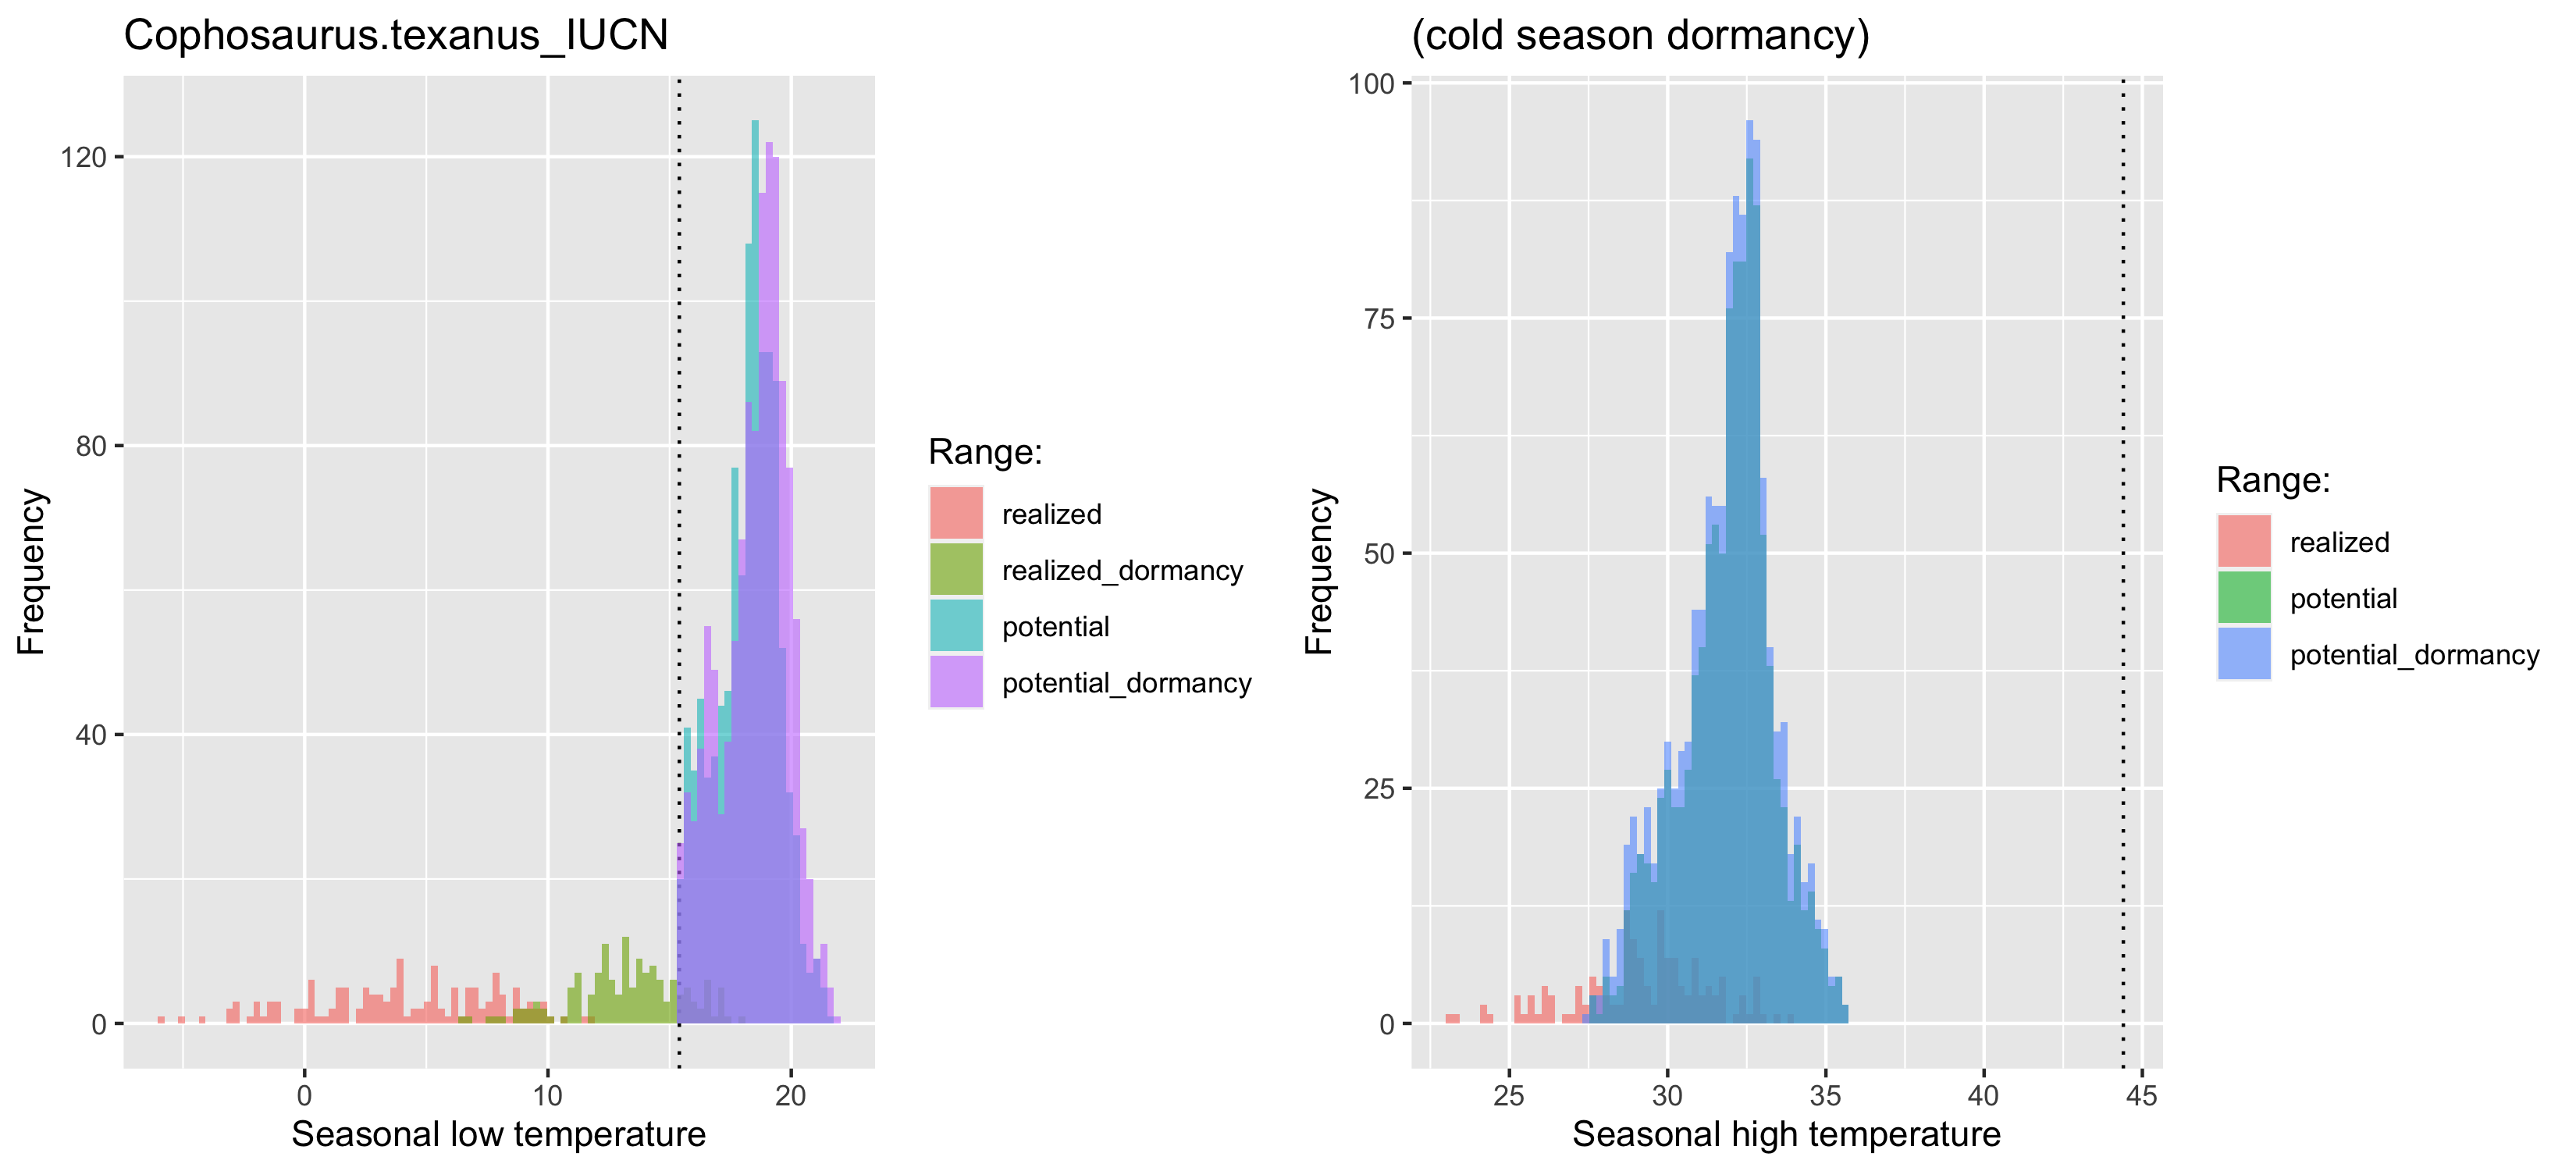 Cophosaurus.texanus_IUCN
120
80
40
0
Frequency
0 10 20
Seasonal low temperature
Range:
realized
realized_dormancy
potential
potential_dormancy
(cold season dormancy)
100
75
50
25
0
Frequency
25 30 35 40 45
Seasonal high temperature
Range:
realized
potential
potential_dormancy